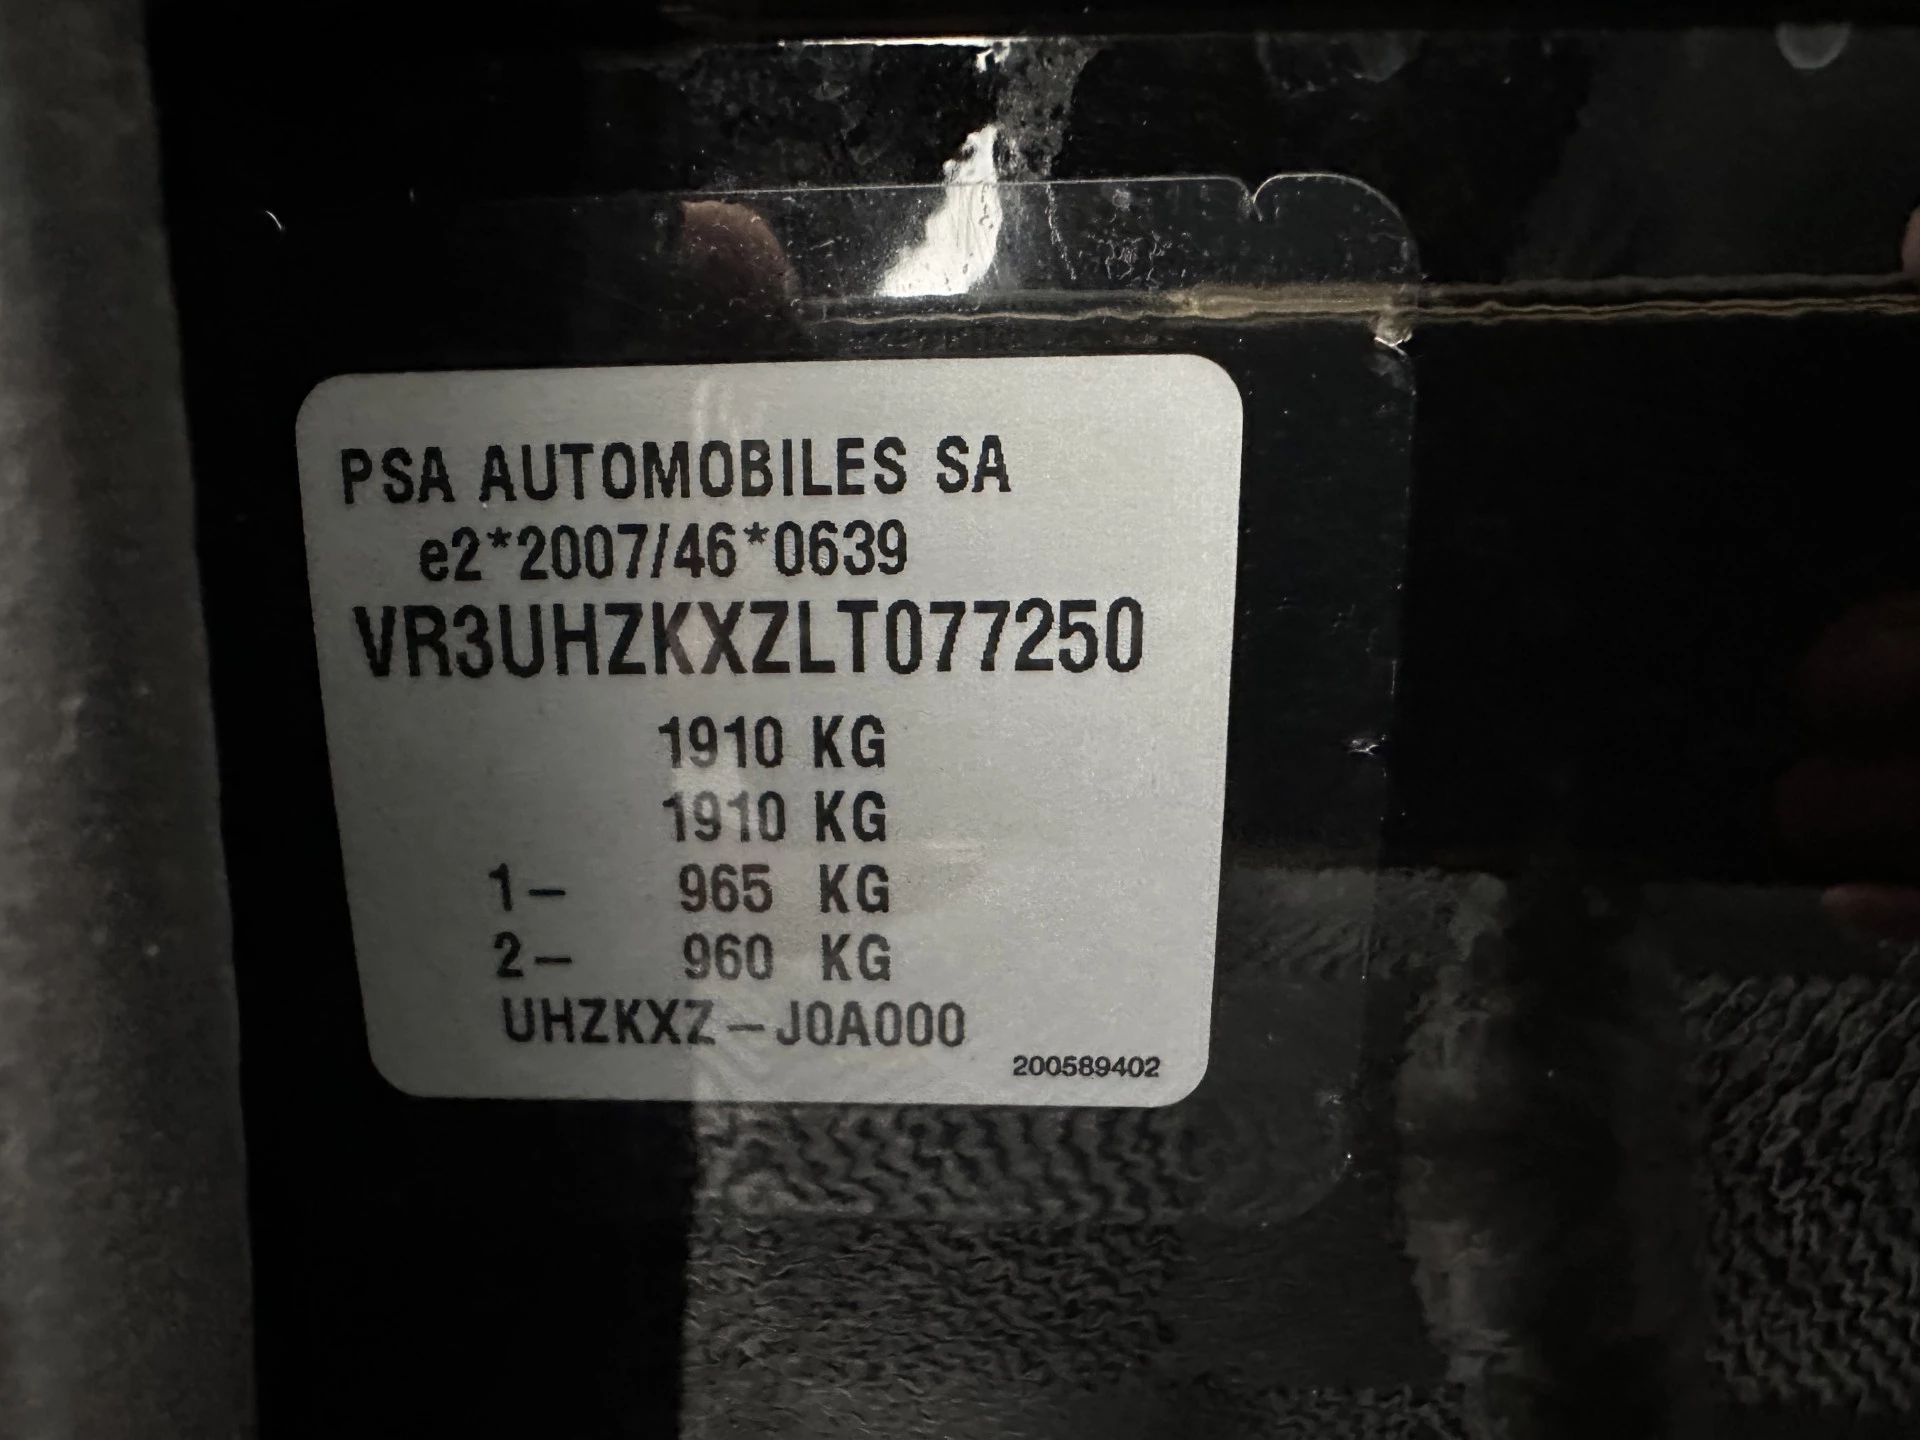 PSA AUTOMOBILES SA
e2*2007/46*0639
VR3UHZKXZLT077250
1910 KG
1910 KG
1– 965 KG
2– 960 KG
UHZKXZ–J0A000
200589402